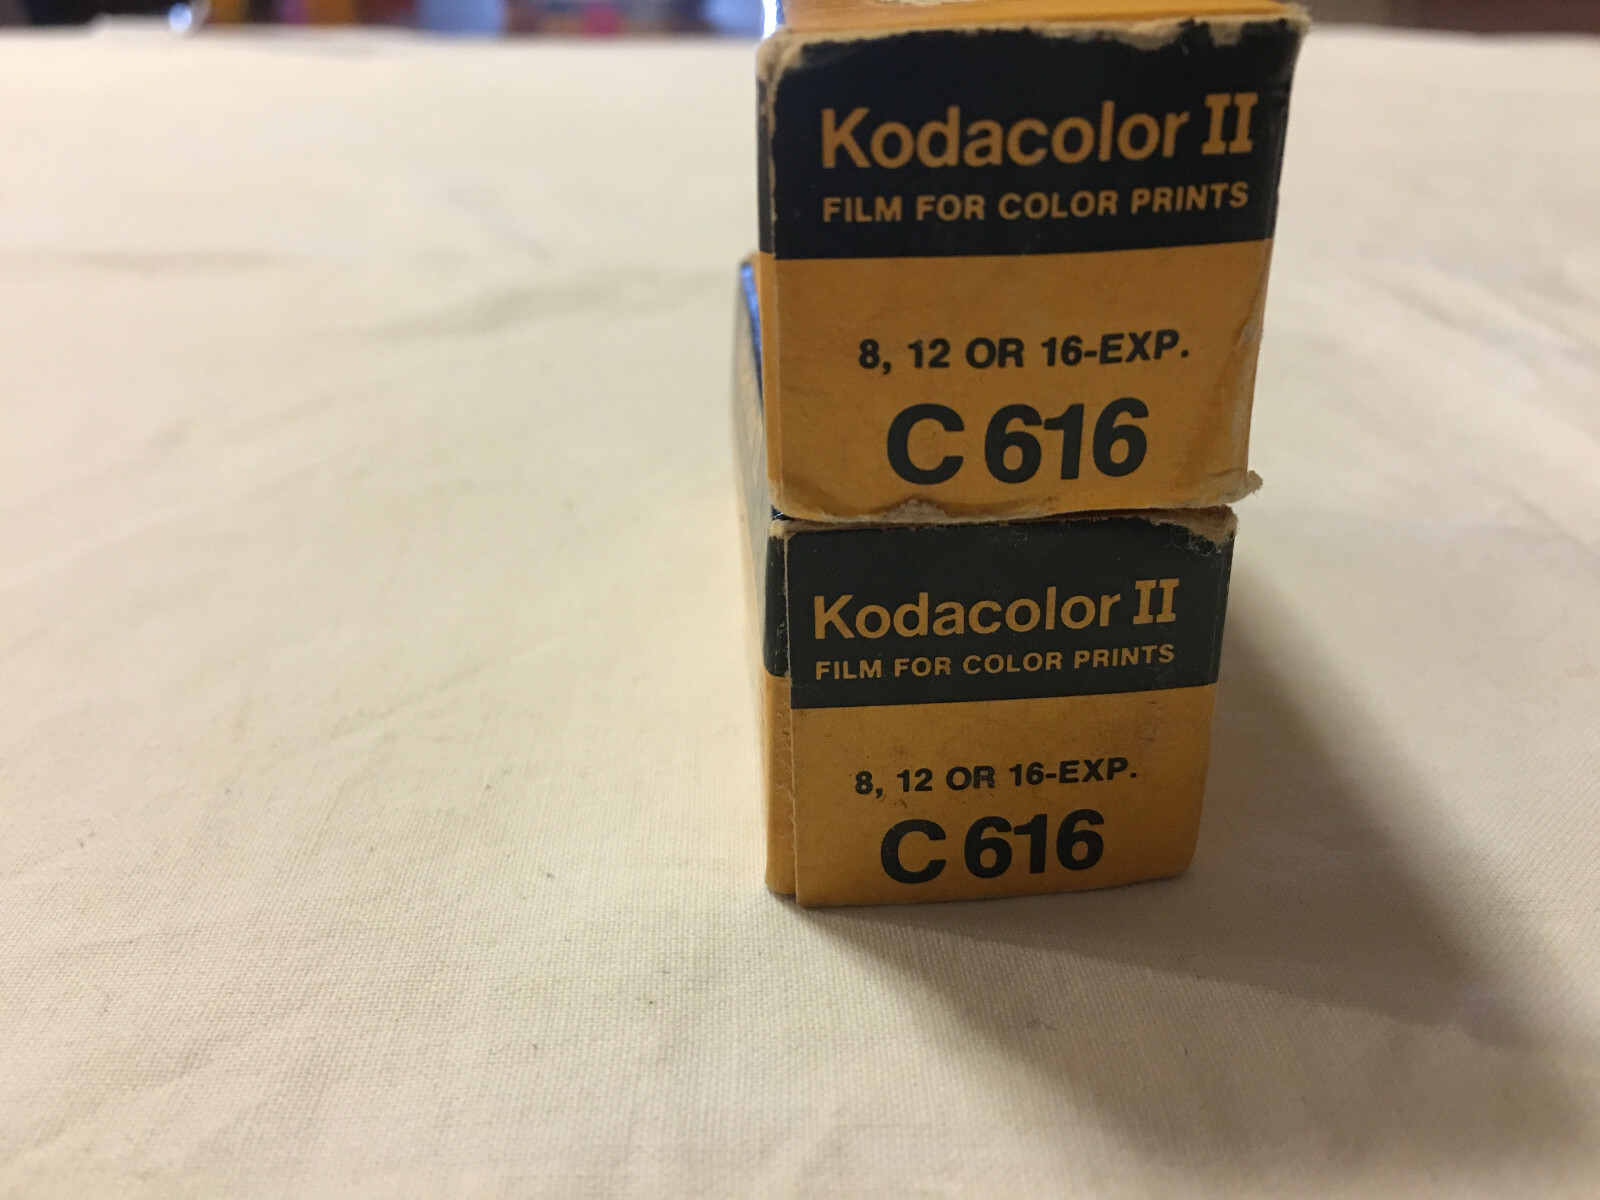 Kodacolor II
FILM FOR COLOR PRINTS
8, 12 OR 16-EXP.
C 616
Kodacolor II
FILM FOR COLOR PRINTS
8, 12 OR 16-EXP.
C 616